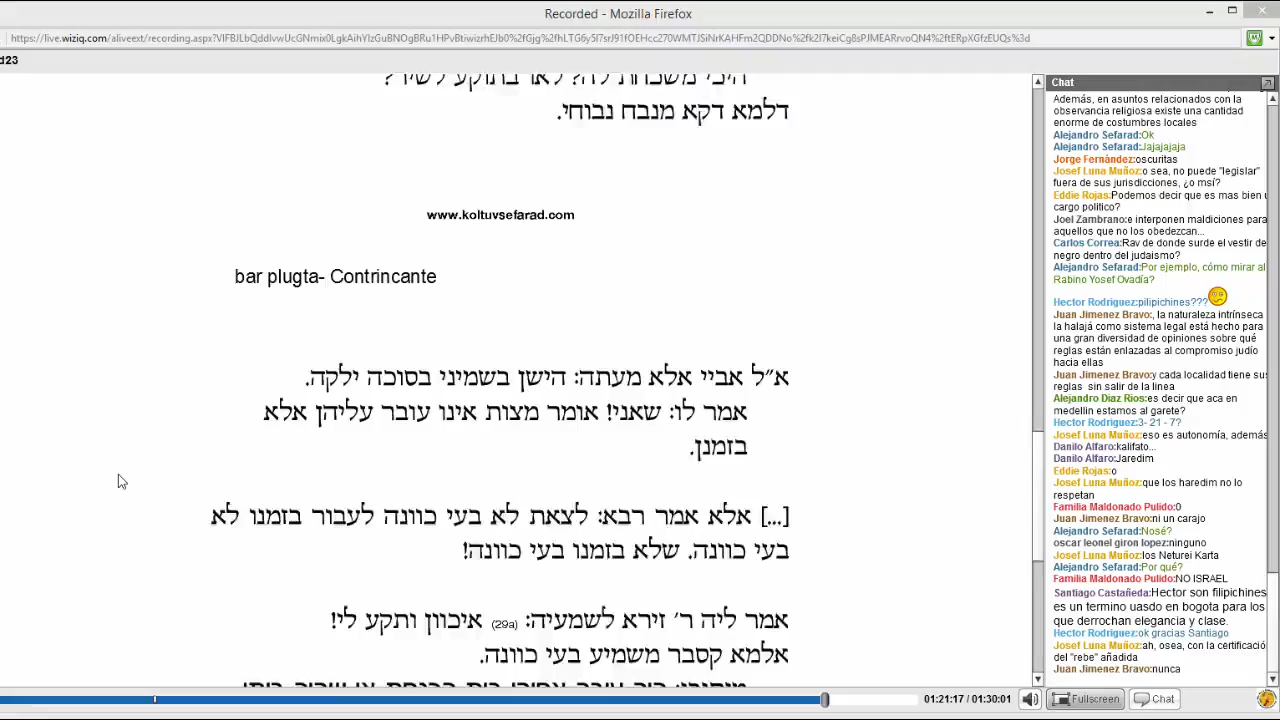 Recorded - Mozilla Firefox
d23
היכי משכחת לה? לאו בתוקע לשיר?
דלמא דקא מנבח נבוחי.
www.koltuvsefarad.com
bar plugta- Contrincante
א״ל אביי אלא מעתה: הישן בשמיני בסוכה ילקה.
אמר לו: שאני! אומר מצות אינו עובר עליהן אלא
בזמנן.
[...] אלא אמר רבא: לצאת לא בעי כוונה לעבור בזמנו לא
בעי כוונה. שלא בזמנו בעי כוונה!
אמר ליה ר׳ זירא לשמעיה: (29a) איכוון ותקע לי!
אלמא קסבר משמיע בעי כוונה.
Chat
Además, en asuntos relacionados con la
observancia religiosa existe una cantidad
enorme de costumbres locales
Alejandro Sefarad:Ok
Alejandro Sefarad:Jajajajaja
Jorge Fernández:oscuritas
Josef Luna Muñoz:o sea, no puede "legislar"
fuera de sus jurisdicciones, ¿o msí?
Eddie Rojas:Podemos decir que es mas bien u
cargo politico?
Joel Zambrano:e interponen maldiciones para
aquellos que no los obedezcan...
Carlos Correa:Rav de donde surde el vestir de
negro dentro del judaismo?
Alejandro Sefarad:Por ejemplo, cómo mirar al
Rabino Yosef Ovadía?
Hector Rodriguez:pilipichines???
Juan Jimenez Bravo:, la naturaleza intrínseca
la halajá como sistema legal está hecho para
una gran diversidad de opiniones sobre qué
reglas están enlazadas al compromiso judío
hacia ellas
Juan Jimenez Bravo:y cada localidad tiene sus
reglas sin salir de la linea
Alejandro Diaz Rios:es decir que aca en
medellin estamos al garete?
Hector Rodriguez:3- 21 - 7?
Josef Luna Muñoz:eso es autonomía, además
Danilo Alfaro:kalifato...
Danilo Alfaro:Jaredim
Eddie Rojas:o
Josef Luna Muñoz:que los haredim no lo
respetan
Familia Maldonado Pulido:0
Juan Jimenez Bravo:ni un carajo
Alejandro Sefarad:Nosé?
oscar leonel giron lopez:ninguno
Josef Luna Muñoz:los Neturei Karta
Alejandro Sefarad:Por qué?
Familia Maldonado Pulido:NO ISRAEL
Santiago Castañeda:Hector son filipichines
es un termino uasdo en bogota para los
que derrochan elegancia y clase.
Hector Rodriguez:ok gracias Santiago
Josef Luna Muñoz:ah, osea, con la certificació
del "rebe" añadida
Juan Jimenez Bravo:nunca
01:21:17 / 01:30:01
Fullscreen
Chat